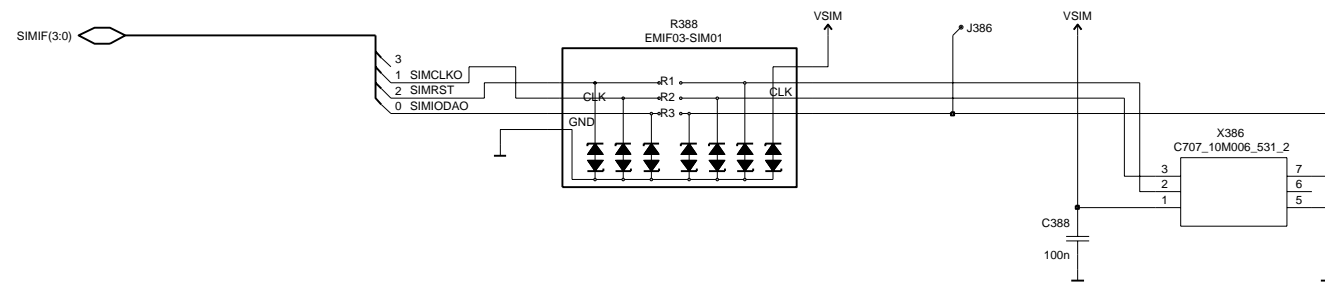 SIMIF(3:0)
3
1 SIMCLKO
2 SIMRST
0 SIMIODAO
R388
EMIF03-SIM01
R1
CLK R2 CLK
R3
GND
VSIM
J386
VSIM
C388
100n
X386
C707_10M006_531_2
3 7
2 6
1 5